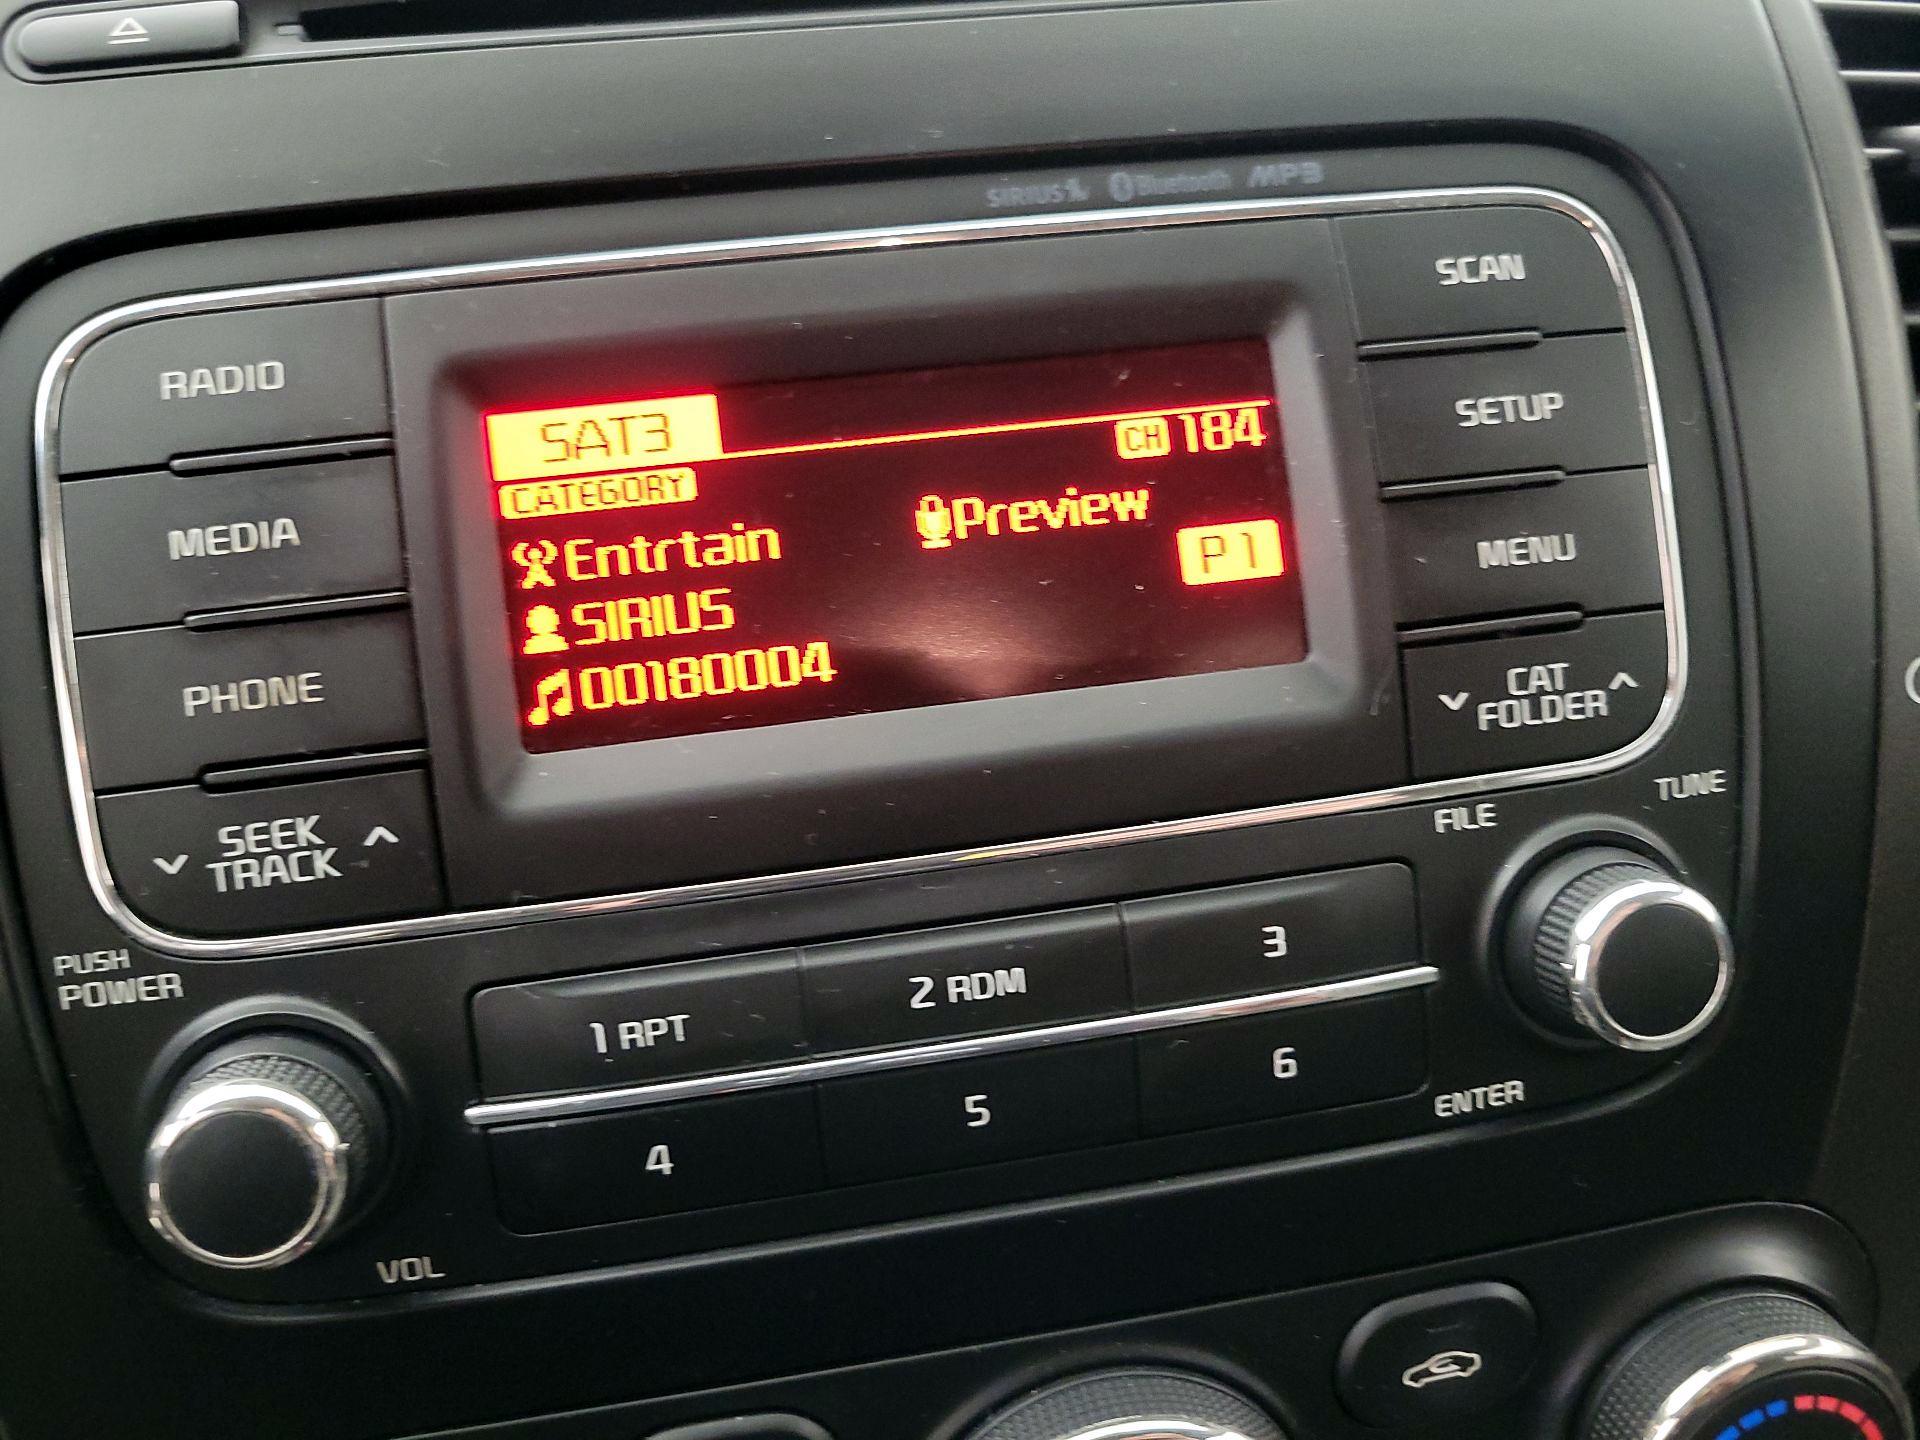 SIRIUS Bluetooth MP3
RADIO
MEDIA
PHONE
SEEK
TRACK
SAT3
CH 184
CATEGORY
Entrtain
Preview
P1
SIRIUS
00180004
SCAN
SETUP
MENU
CAT
FOLDER
FILE
TUNE
PUSH
POWER
VOL
1 RPT
2 RDM
3
4
5
6
ENTER